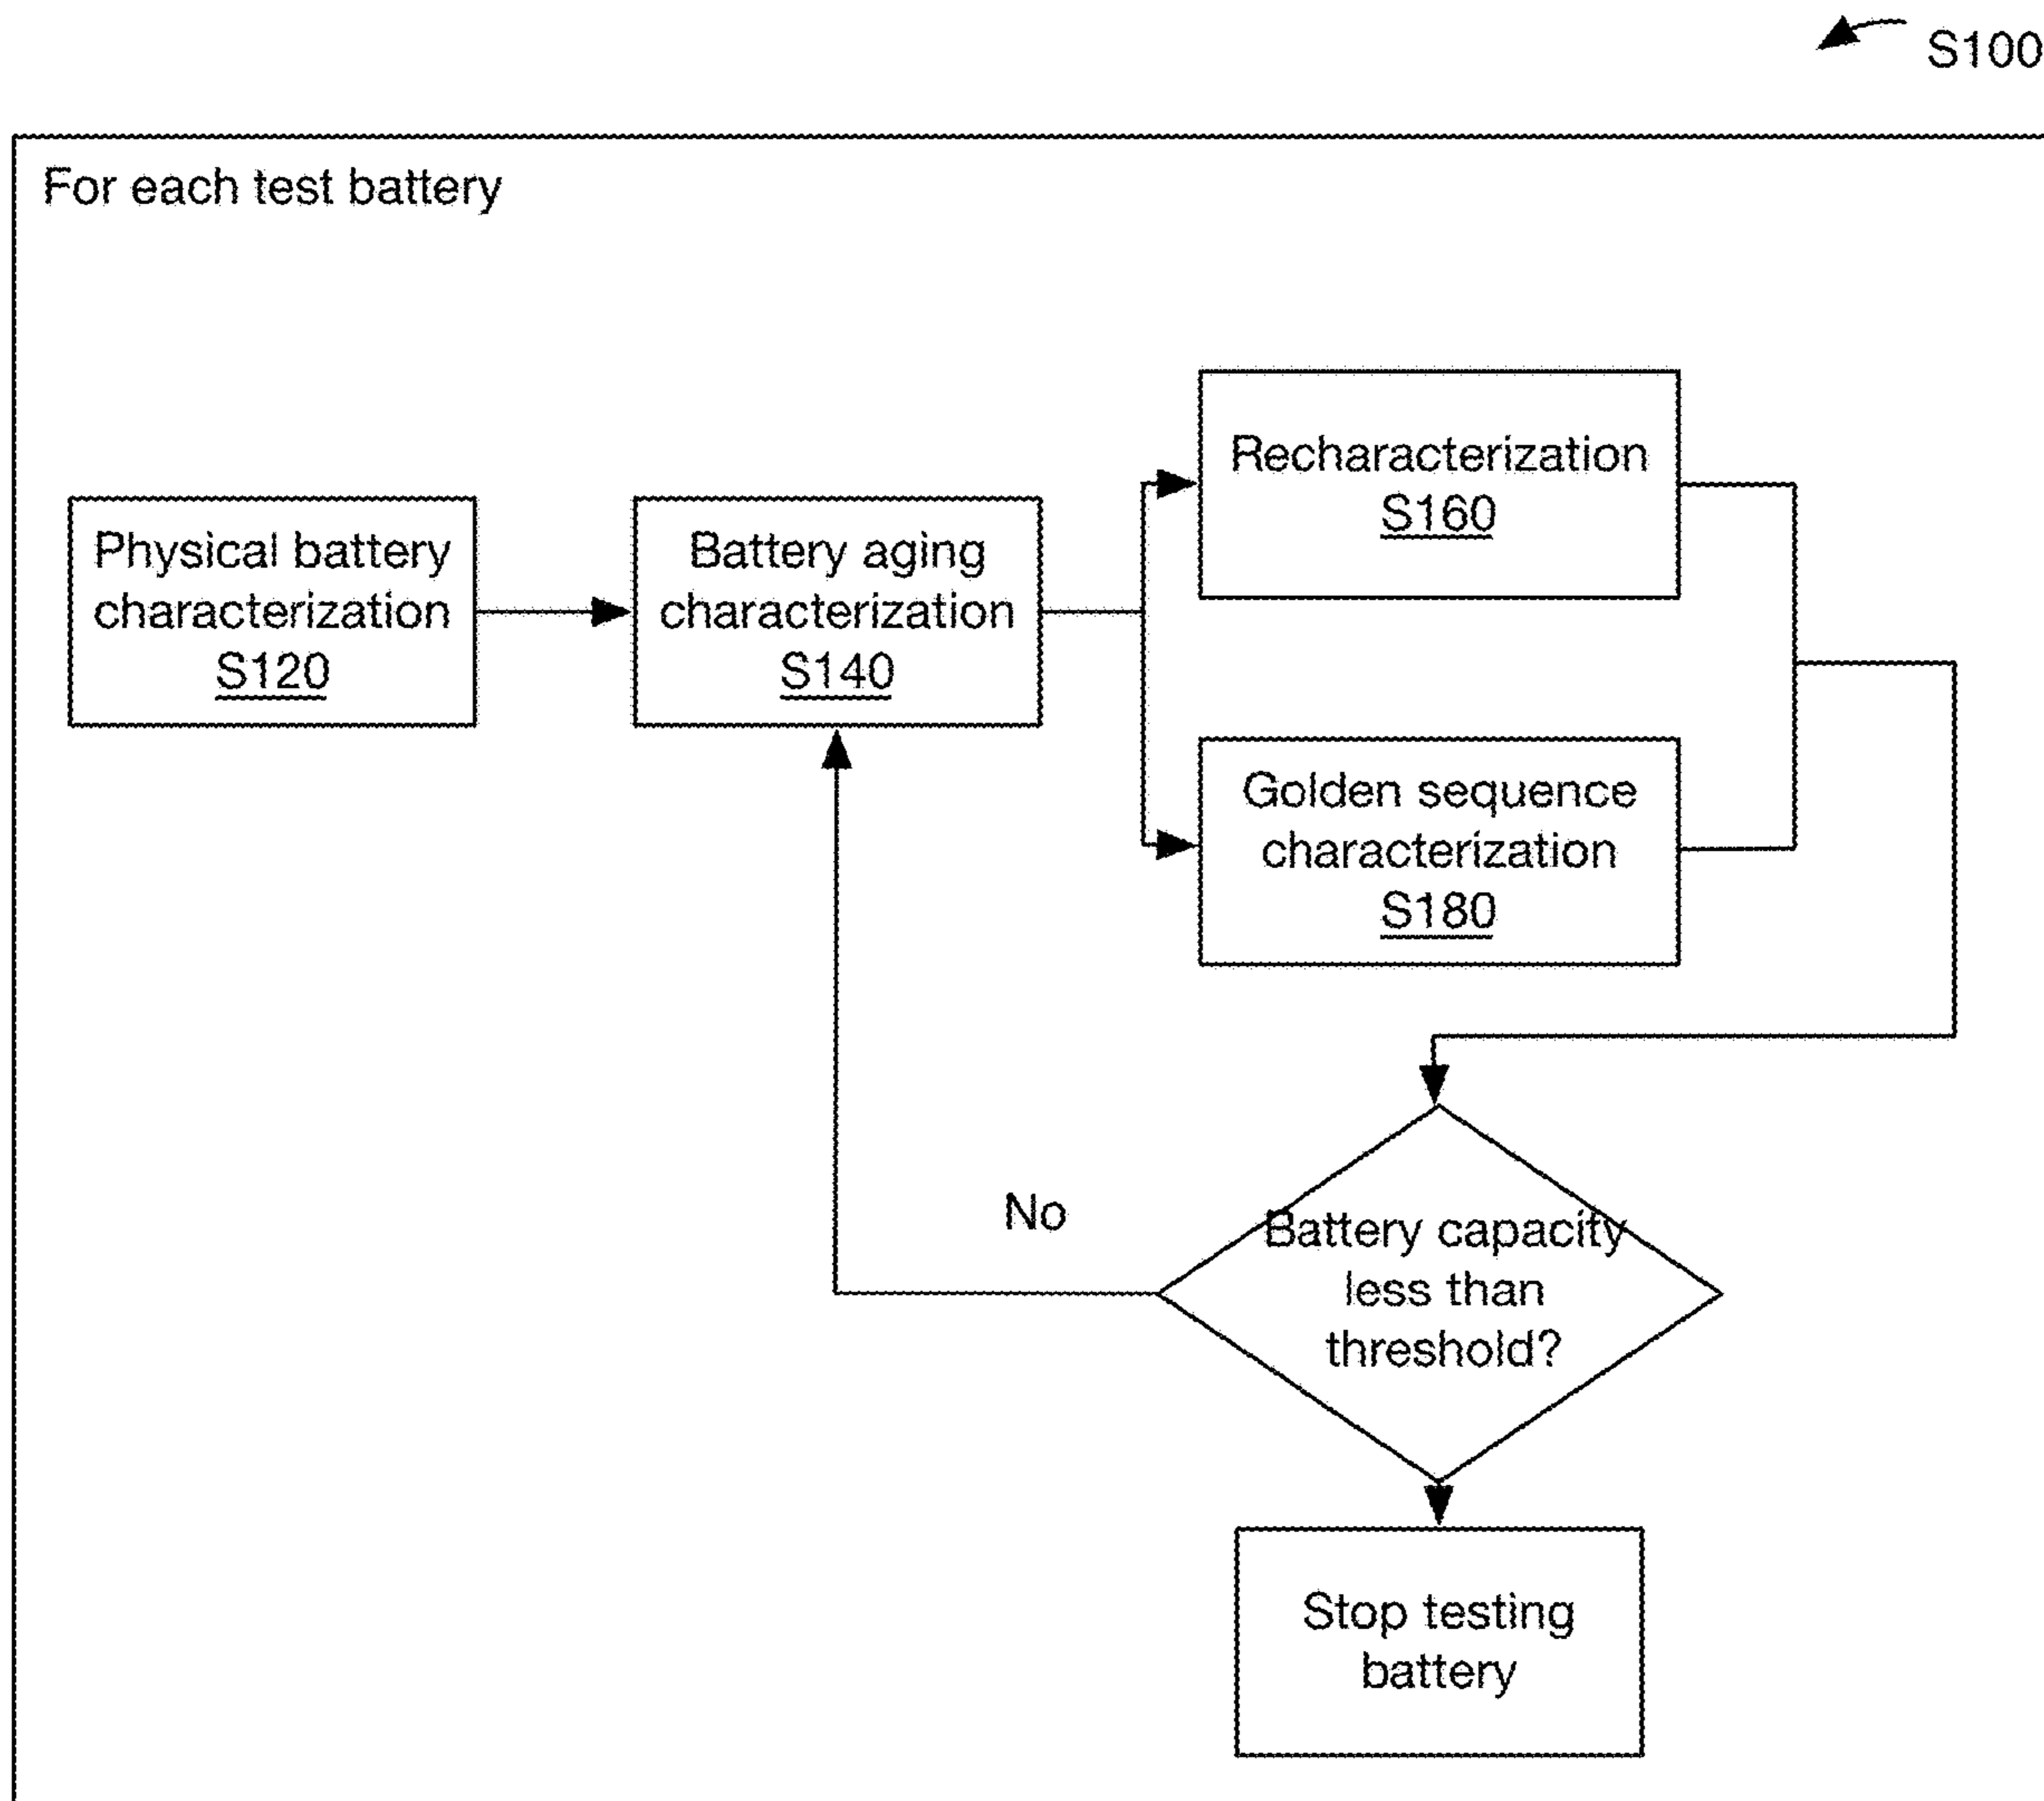 S100
For each test battery
Physical battery
characterization
S120
Battery aging
characterization
S140
Recharacterization
S160
Golden sequence
characterization
S180
No
Battery capacity
less than
threshold?
Stop testing
battery